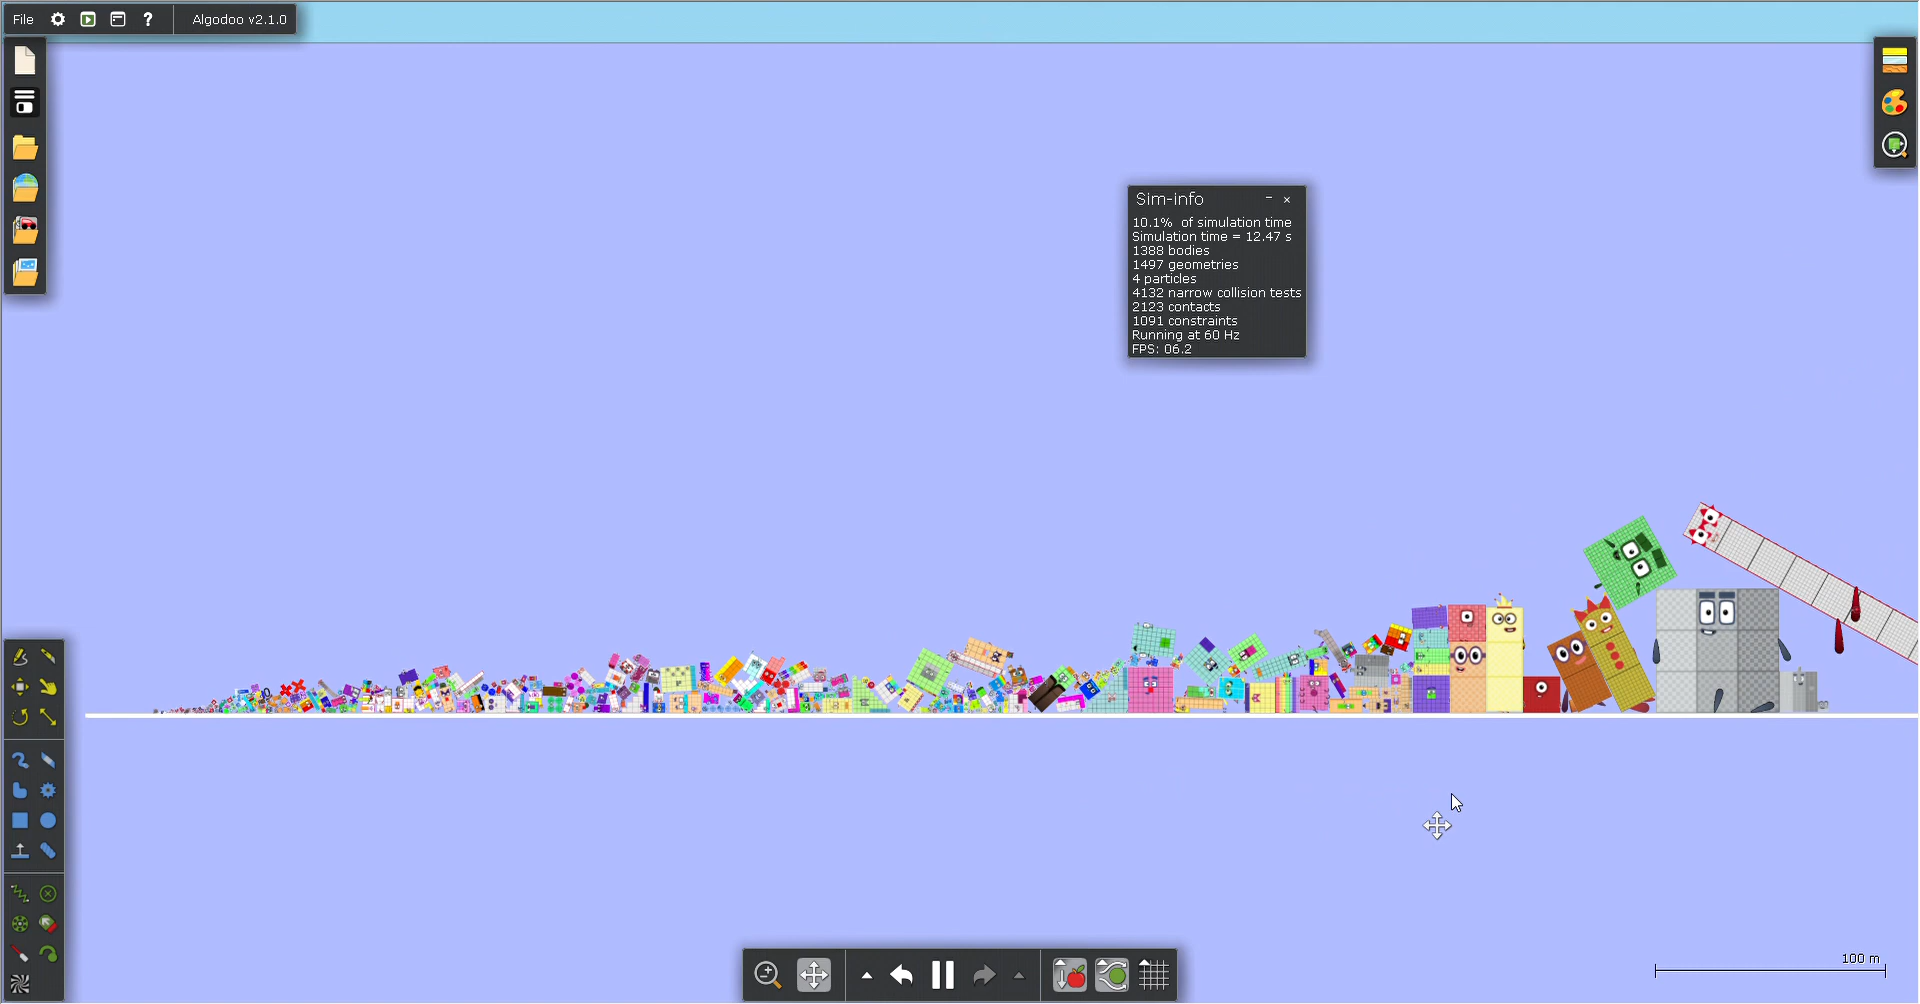 File ? Algodoo v2.1.0
Sim-info
10.1% of simulation time
Simulation time = 12.47 s
1388 bodies
1497 geometries
4 particles
4132 narrow collision tests
2123 contacts
1091 constraints
Running at 60 Hz
FPS: 06.2
100 m